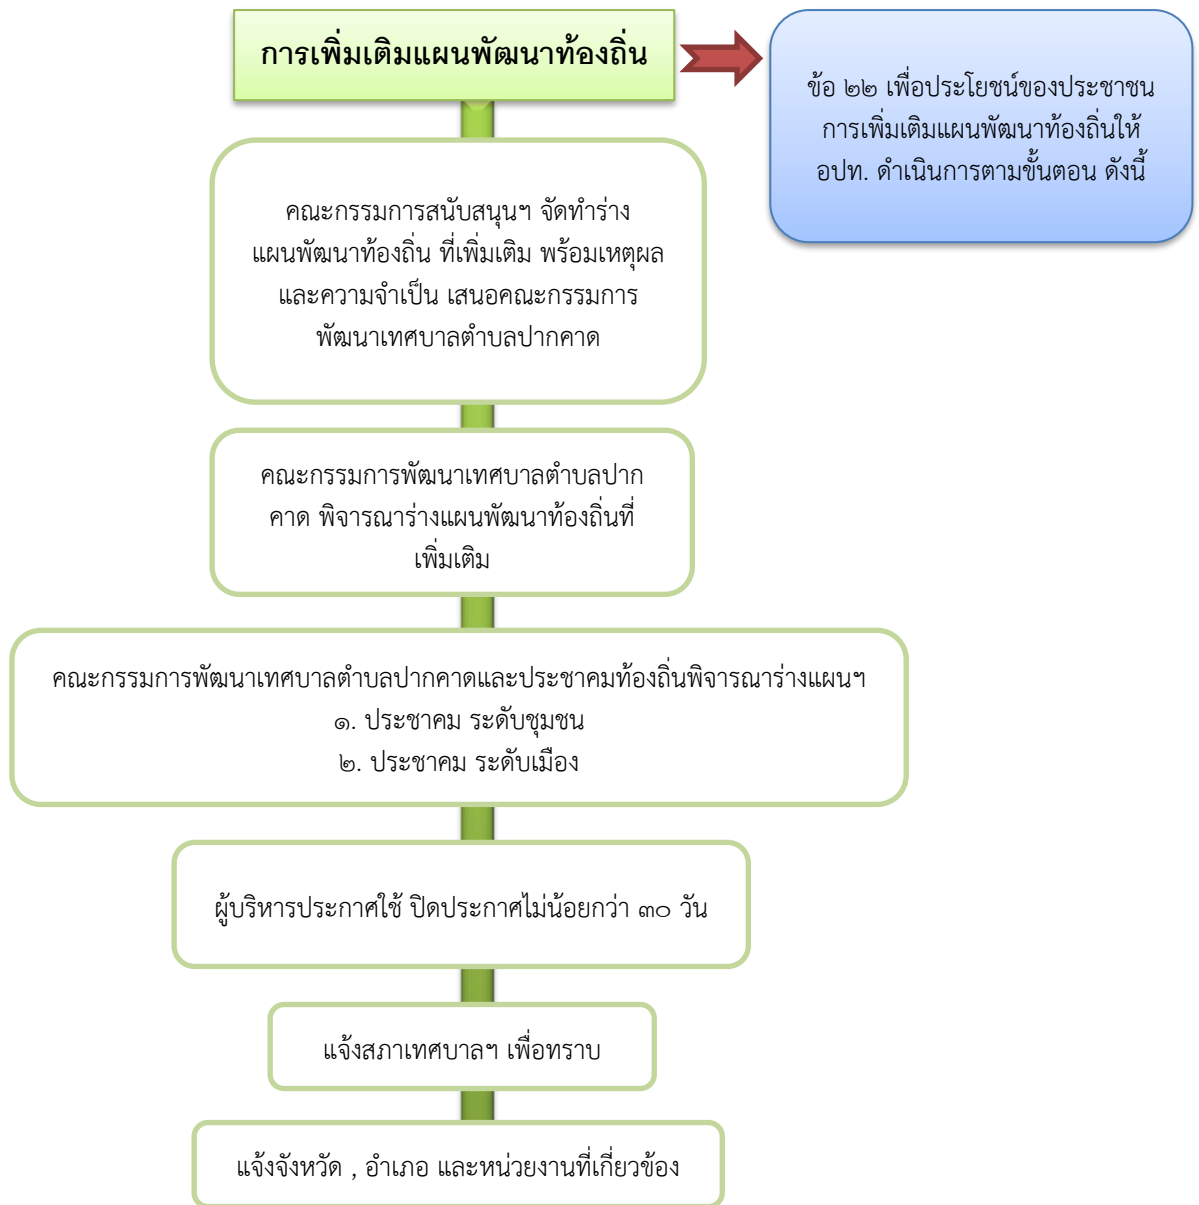 การเพิ่มเติมแผนพัฒนาท้องถิ่น
ข้อ ๒๒ เพื่อประโยชน์ของประชาชน
การเพิ่มเติมแผนพัฒนาท้องถิ่นให้
อปท. ดำเนินการตามขั้นตอน ดังนี้
คณะกรรมการสนับสนุนฯ จัดทำร่าง
แผนพัฒนาท้องถิ่น ที่เพิ่มเติม พร้อมเหตุผล
และความจำเป็น เสนอคณะกรรมการ
พัฒนาเทศบาลตำบลปากคาด
คณะกรรมการพัฒนาเทศบาลตำบลปาก
คาด พิจารณาร่างแผนพัฒนาท้องถิ่นที่
เพิ่มเติม
คณะกรรมการพัฒนาเทศบาลตำบลปากคาดและประชาคมท้องถิ่นพิจารณาร่างแผนฯ
๑. ประชาคม ระดับชุมชน
๒. ประชาคม ระดับเมือง
ผู้บริหารประกาศใช้ ปิดประกาศไม่น้อยกว่า ๓๐ วัน
แจ้งสภาเทศบาลฯ เพื่อทราบ
แจ้งจังหวัด , อำเภอ และหน่วยงานที่เกี่ยวข้อง